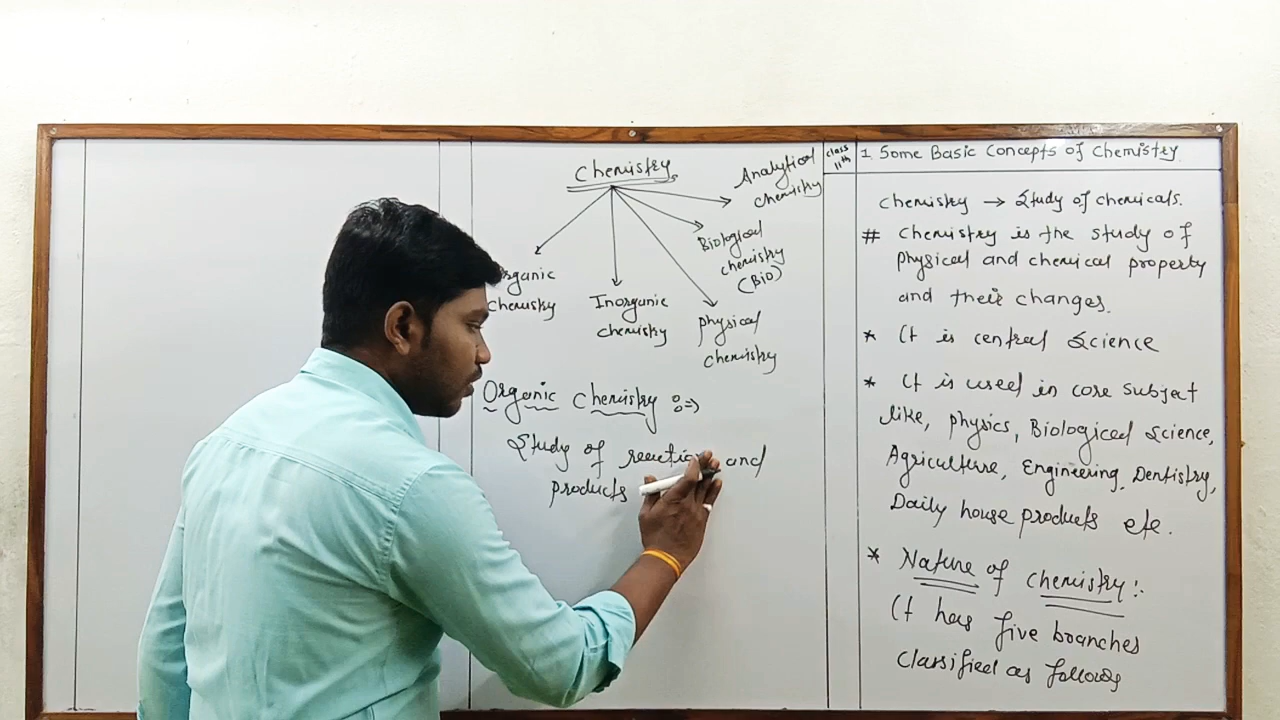 Chemistry
Analytical
chemistry
Biological
chemistry
(Bio)
Organic
chemistry
Inorganic
chemistry
physical
chemistry
Organic chemistry
Study of reaction and
products
class
11th
1 Some Basic Concepts of Chemistry
chemistry → Study of chemicals.
# chemistry is the study of
physical and chemical property
and their changes.
* It is central Science
* It is used in core subject
like, physics, Biological Science,
Agriculture, Engineering, Dentistry,
Daily house products etc.
* Nature of chemistry:.
It has five branches
classified as follows